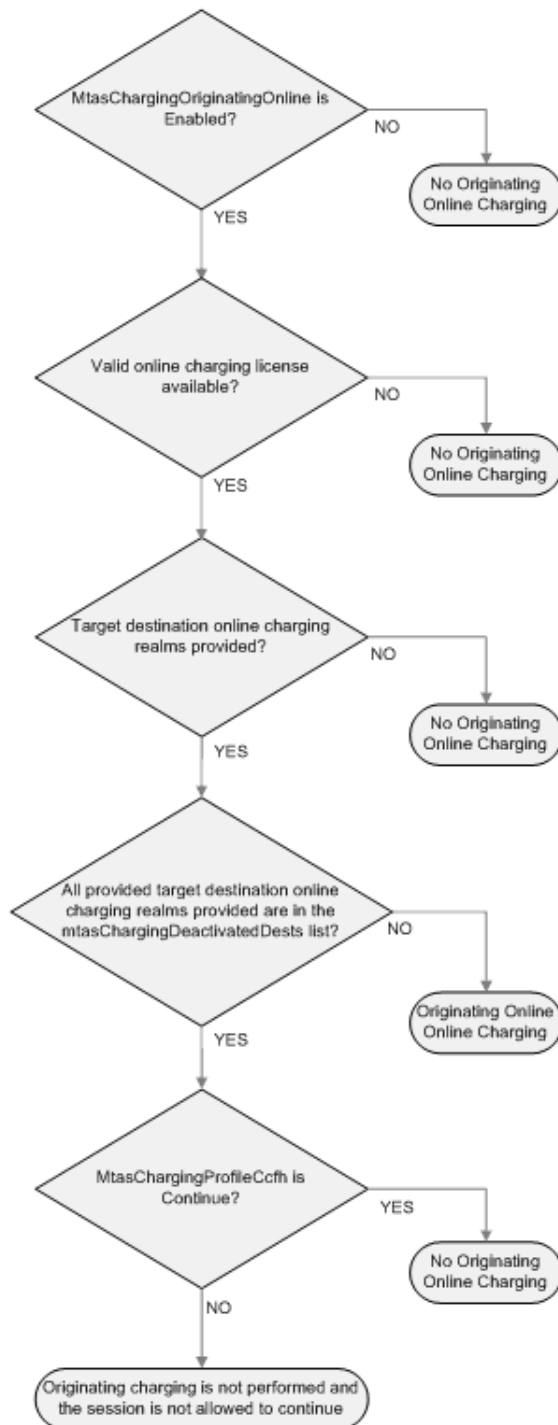 MtasChargingOriginatingOnline is
Enabled?
NO
No Originating
Online Charging
YES
Valid online charging license
available?
NO
No Originating
Online Charging
YES
Target destination online charging
realms provided?
NO
No Originating
Online Charging
YES
All provided target destination online
charging realms provided are in the
mtasChargingDeactivatedDests list?
NO
Originating Online
Online Charging
YES
MtasChargingProfileCcfh is
Continue?
YES
No Originating
Online Charging
NO
Originating charging is not performed and
the session is not allowed to continue